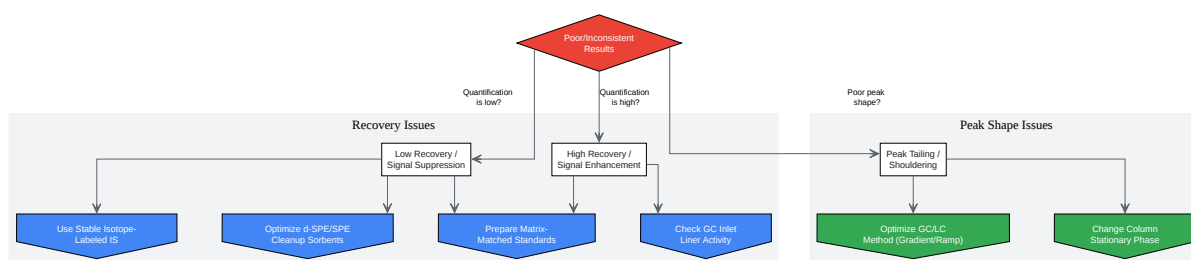 Poor/Inconsistent
Results
Quantification
is low?
Quantification
is high?
Poor peak
shape?
Recovery Issues
Peak Shape Issues
Low Recovery /
Signal Suppression
High Recovery /
Signal Enhancement
Peak Tailing /
Shouldering
Use Stable Isotope-
Labeled IS
Optimize d-SPE/SPE
Cleanup Sorbents
Prepare Matrix-
Matched Standards
Check GC Inlet
Liner Activity
Optimize GC/LC
Method (Gradient/Ramp)
Change Column
Stationary Phase